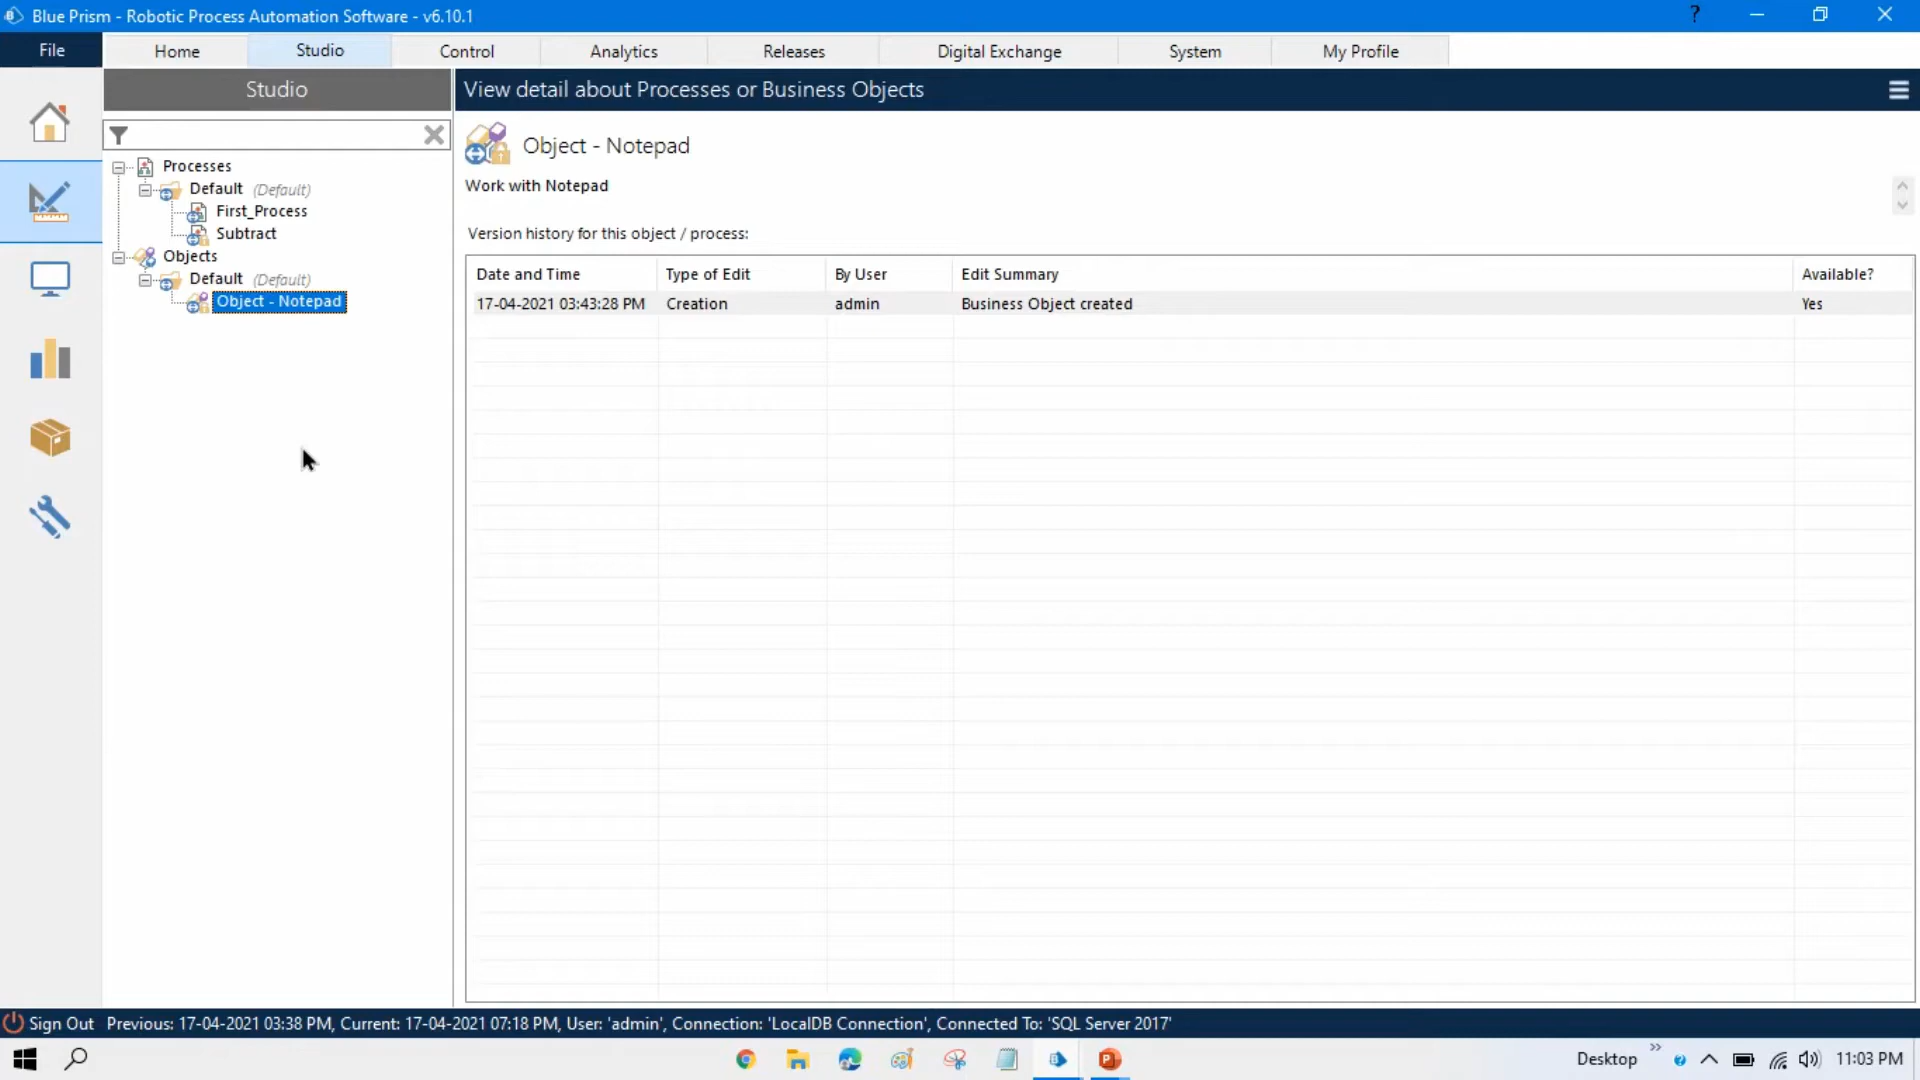 Blue Prism - Robotic Process Automation Software - v6.10.1
?
File
Home
Studio
Control
Analytics
Releases
Digital Exchange
System
My Profile
Studio
View detail about Processes or Business Objects
Processes
Default (Default)
First_Process
Subtract
Objects
Default (Default)
Object - Notepad
Object - Notepad
Work with Notepad
Version history for this object / process:
Date and Time Type of Edit By User Edit Summary Available?
17-04-2021 03:43:28 PM Creation admin Business Object created Yes
Sign Out Previous: 17-04-2021 03:38 PM, Current: 17-04-2021 07:18 PM, User: 'admin', Connection: 'LocalDB Connection', Connected To: 'SQL Server 2017'
Desktop 11:03 PM